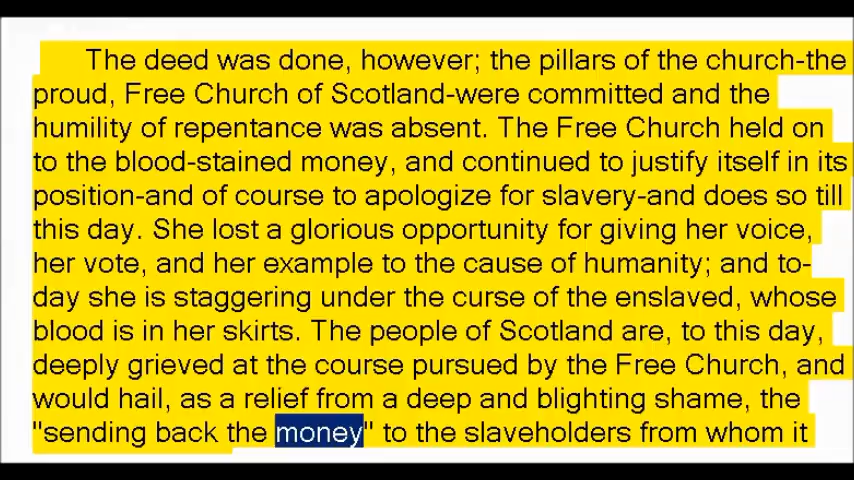 The deed was done, however; the pillars of the church-the
proud, Free Church of Scotland-were committed and the
humility of repentance was absent. The Free Church held on
to the blood-stained money, and continued to justify itself in its
position-and of course to apologize for slavery-and does so till
this day. She lost a glorious opportunity for giving her voice,
her vote, and her example to the cause of humanity; and to-
day she is staggering under the curse of the enslaved, whose
blood is in her skirts. The people of Scotland are, to this day,
deeply grieved at the course pursued by the Free Church, and
would hail, as a relief from a deep and blighting shame, the
"sending back the money" to the slaveholders from whom it